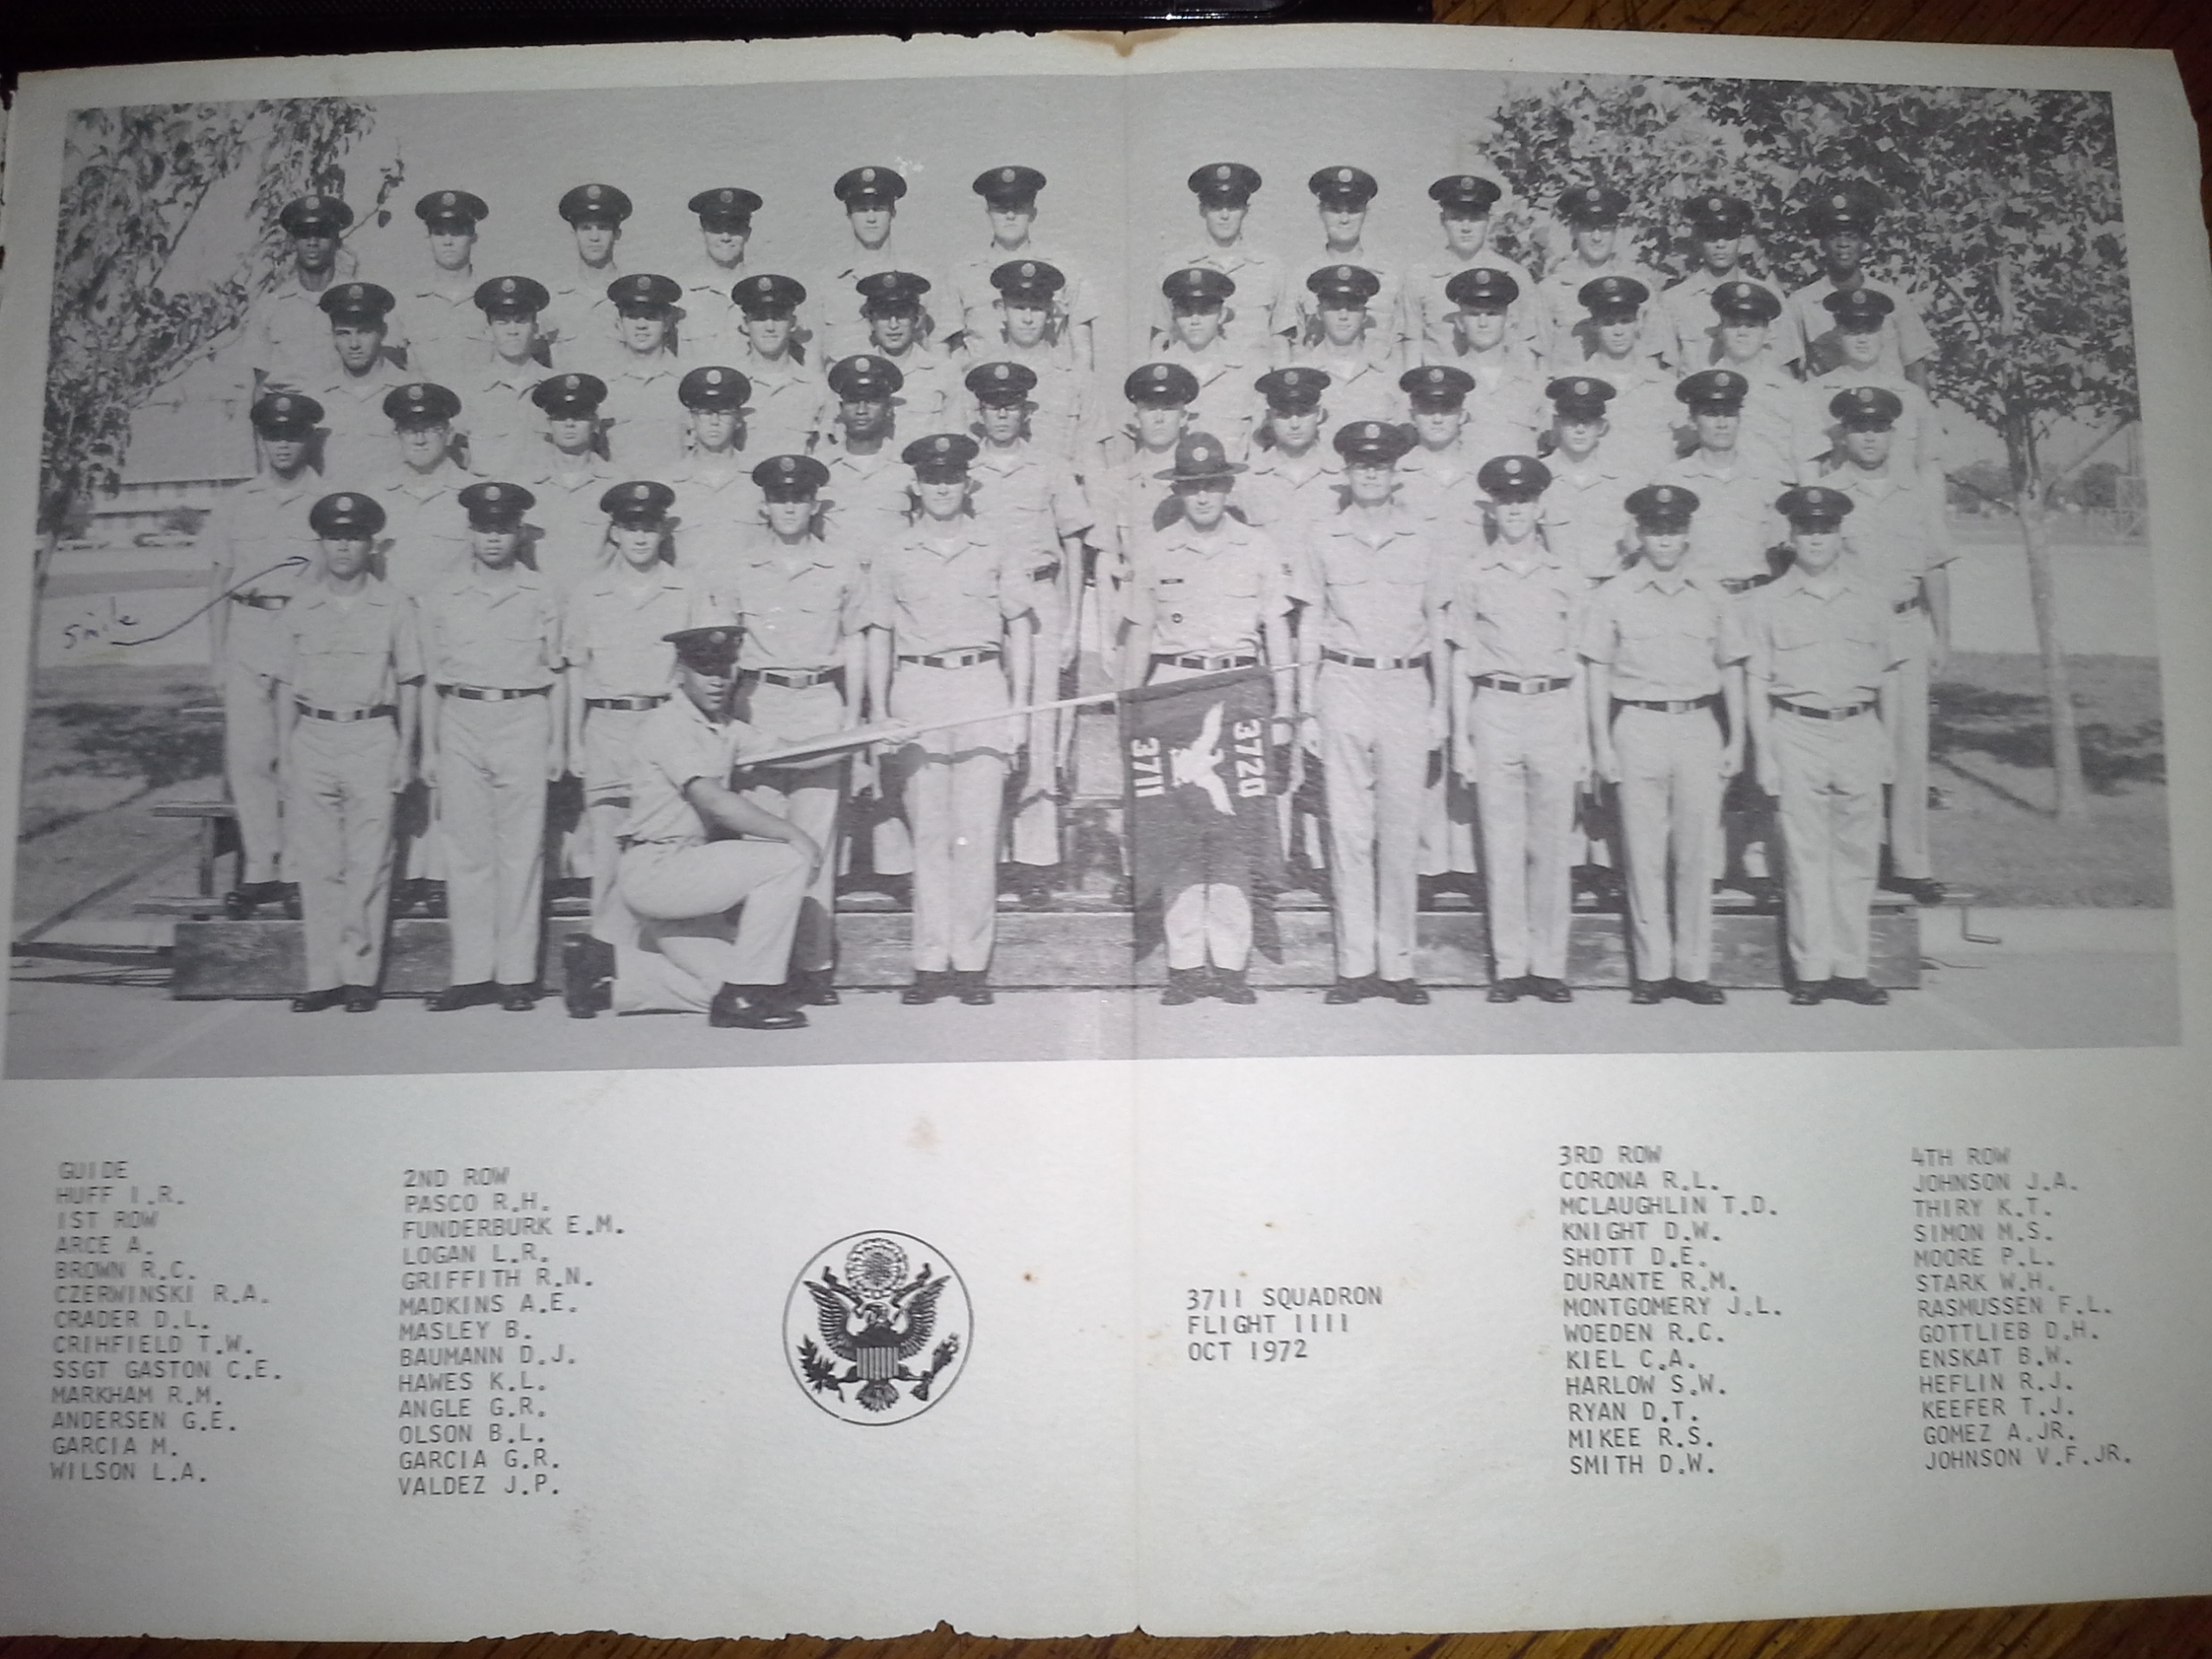 smile
3711
3720
GUIDE
HUFF I.R.
1ST ROW
ARCE A.
BROWN R.C.
CZERWINSKI R.A.
CRADER D.L.
CRIHFIELD T.W.
SSGT GASTON C.E.
MARKHAM R.M.
ANDERSEN G.E.
GARCIA M.
WILSON L.A.
2ND ROW
PASCO R.H.
FUNDERBURK E.M.
LOGAN L.R.
GRIFFITH R.N.
MADKINS A.E.
MASLEY B.
BAUMANN D.J.
HAWES K.L.
ANGLE G.R.
OLSON B.L.
GARCIA G.R.
VALDEZ J.P.
3711 SQUADRON
FLIGHT 1111
OCT 1972
3RD ROW
CORONA R.L.
MCLAUGHLIN T.D.
KNIGHT D.W.
SHOTT D.E.
DURANTE R.M.
MONTGOMERY J.L.
WOEDEN R.C.
KIEL C.A.
HARLOW S.W.
RYAN D.T.
MIKEE R.S.
SMITH D.W.
4TH ROW
JOHNSON J.A.
THIRY K.T.
SIMON M.S.
MOORE P.L.
STARK W.H.
RASMUSSEN F.L.
GOTTLIEB D.H.
ENSKAT B.W.
HEFLIN R.J.
KEEFER T.J.
GOMEZ A.JR.
JOHNSON V.F.JR.